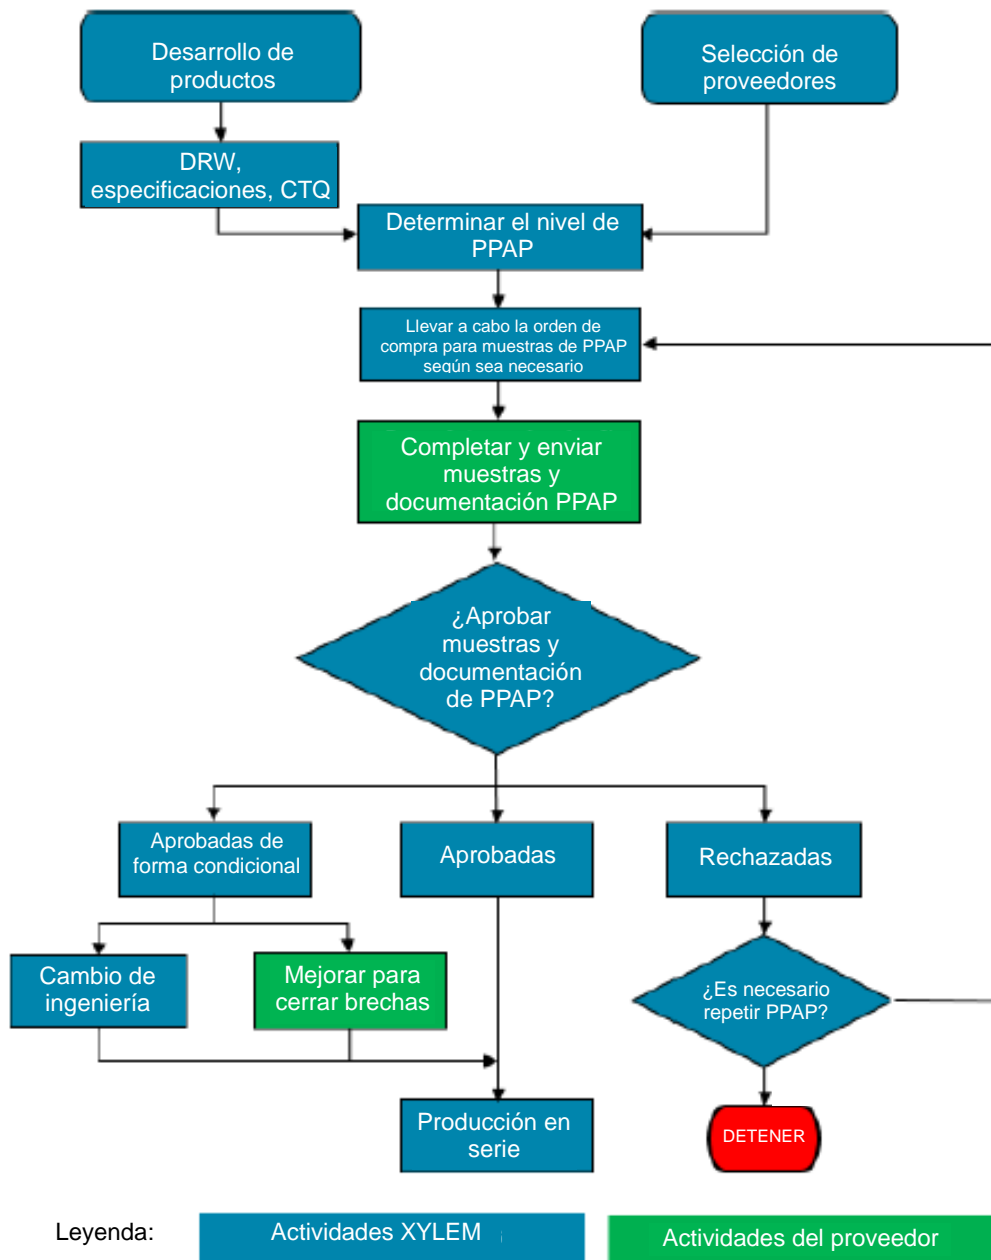 Desarrollo de
productos
Selección de
proveedores
DRW,
especificaciones, CTQ
Determinar el nivel de
PPAP
Llevar a cabo la orden de
compra para muestras de PPAP
según sea necesario
Completar y enviar
muestras y
documentación PPAP
¿Aprobar
muestras y
documentación
de PPAP?
Aprobadas de
forma condicional
Aprobadas
Rechazadas
Cambio de
ingeniería
Mejorar para
cerrar brechas
¿Es necesario
repetir PPAP?
Producción en
serie
DETENER
Leyenda:
Actividades XYLEM
Actividades del proveedor